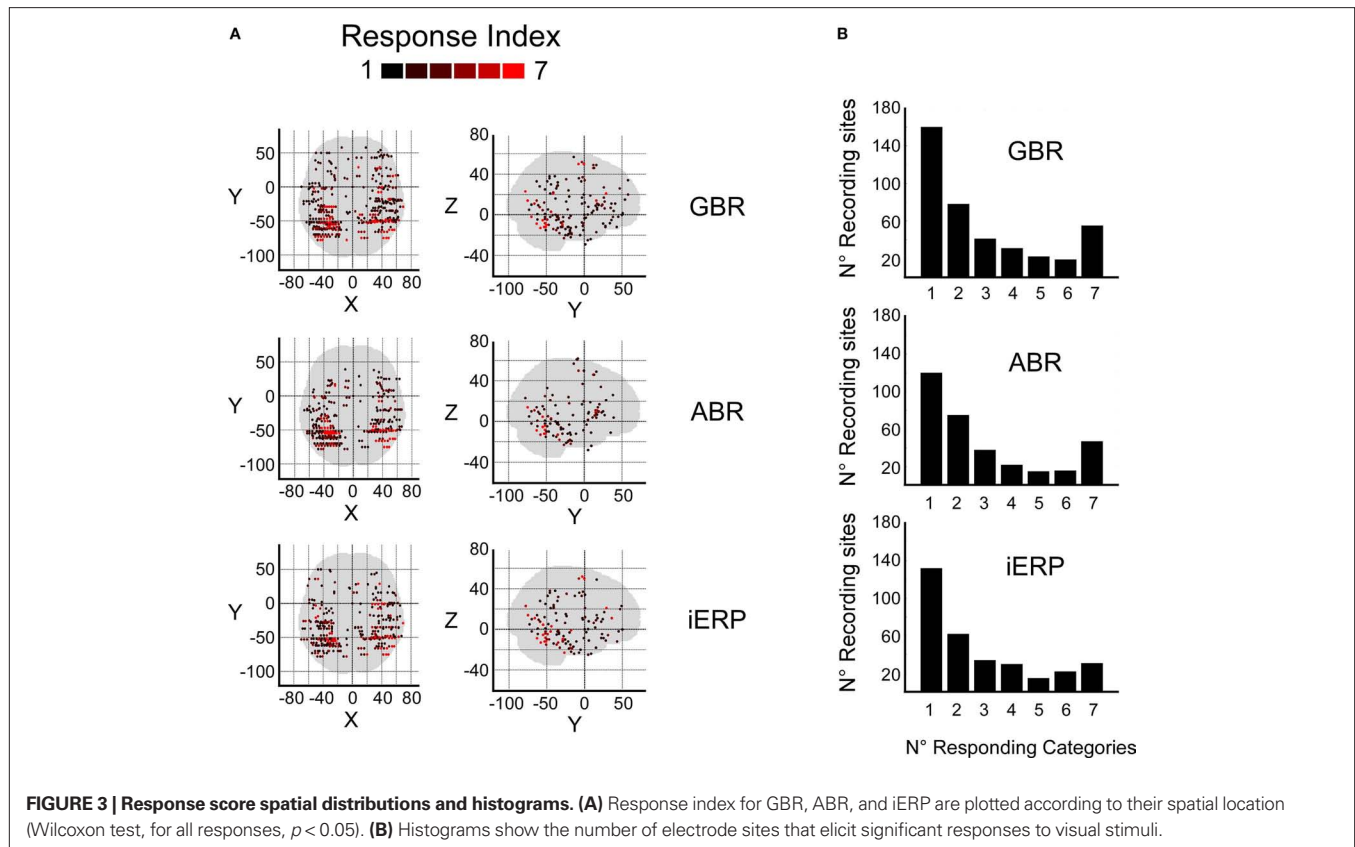 A
Response Index
1 7
Y
50
0
-50
-100
-80 -40 0 40 80
X
Z
80
40
0
-40
-100 -50 0 50
Y
GBR
Y
50
0
-50
-100
-80 -40 0 40 80
X
Z
80
40
0
-40
-100 -50 0 50
Y
ABR
Y
50
0
-50
-100
-80 -40 0 40 80
X
Z
80
40
0
-40
-100 -50 0 50
Y
iERP
B
N° Recording sites
180
140
100
60
20
GBR
1 2 3 4 5 6 7
N° Recording sites
180
140
100
60
20
ABR
1 2 3 4 5 6 7
N° Recording sites
180
140
100
60
20
iERP
1 2 3 4 5 6 7
N° Responding Categories
FIGURE 3 | Response score spatial distributions and histograms. (A) Response index for GBR, ABR, and iERP are plotted according to their spatial location
(Wilcoxon test, for all responses, p < 0.05). (B) Histograms show the number of electrode sites that elicit significant responses to visual stimuli.